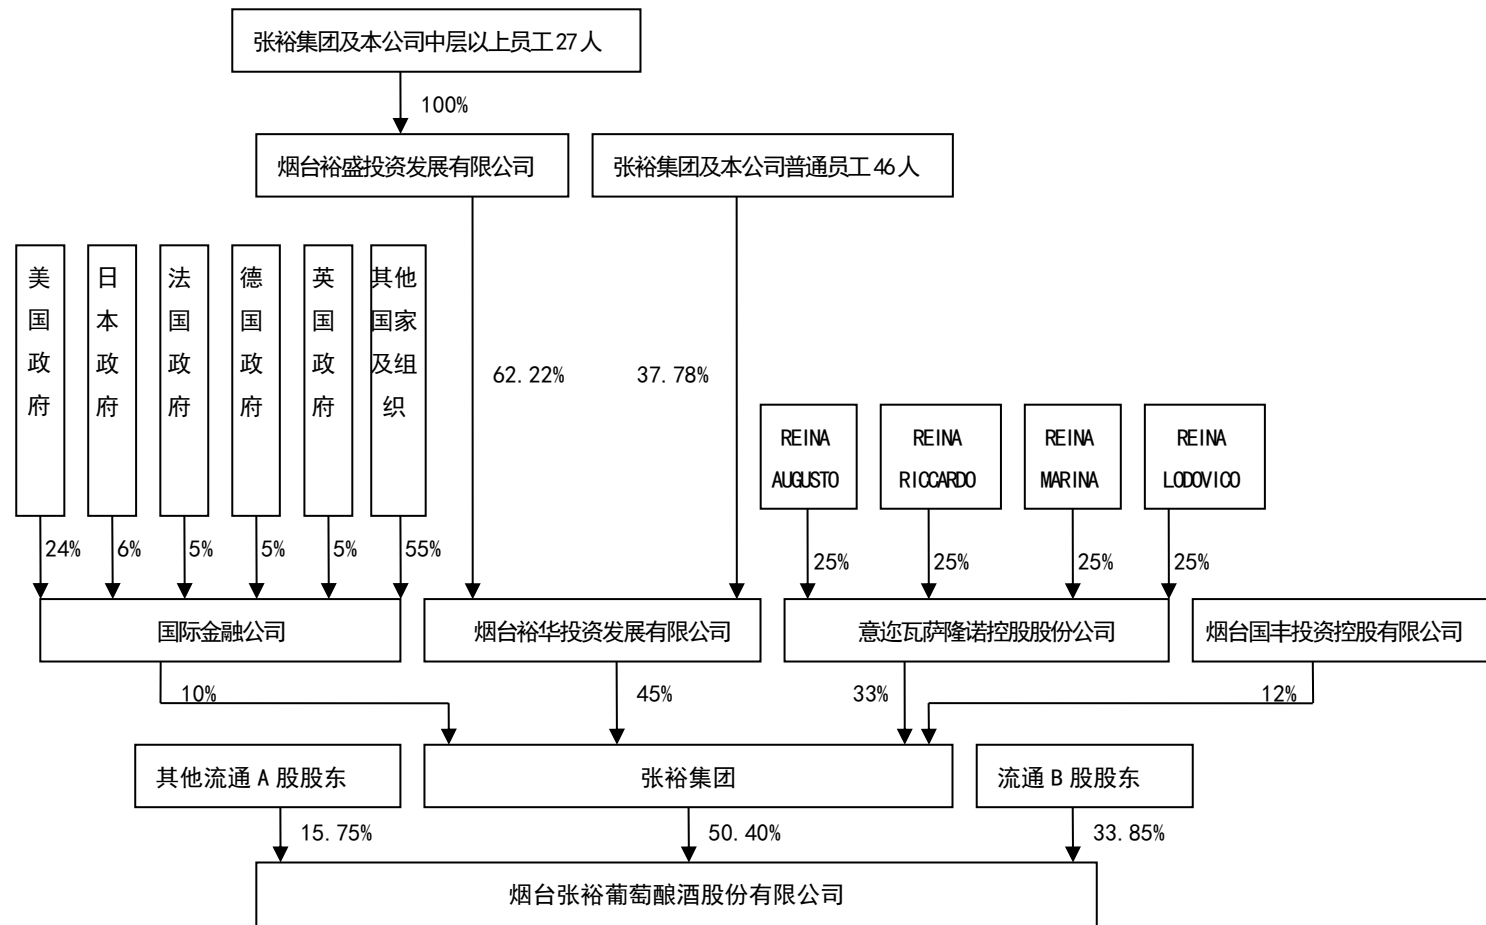 张裕集团及本公司中层以上员工27人
100%
烟台裕盛投资发展有限公司
张裕集团及本公司普通员工46人
美国政府
日本政府
法国政府
德国政府
英国政府
其他国家及组织
62.22%
37.78%
REINA
AUGUSTO
REINA
RICCARDO
REINA
MARINA
REINA
LODOVICO
24%
6%
5%
5%
5%
55%
25%
25%
25%
25%
国际金融公司
烟台裕华投资发展有限公司
意迩瓦萨隆诺控股股份公司
烟台国丰投资控股有限公司
10%
45%
33%
12%
其他流通A股股东
张裕集团
流通B股股东
15.75%
50.40%
33.85%
烟台张裕葡萄酿酒股份有限公司